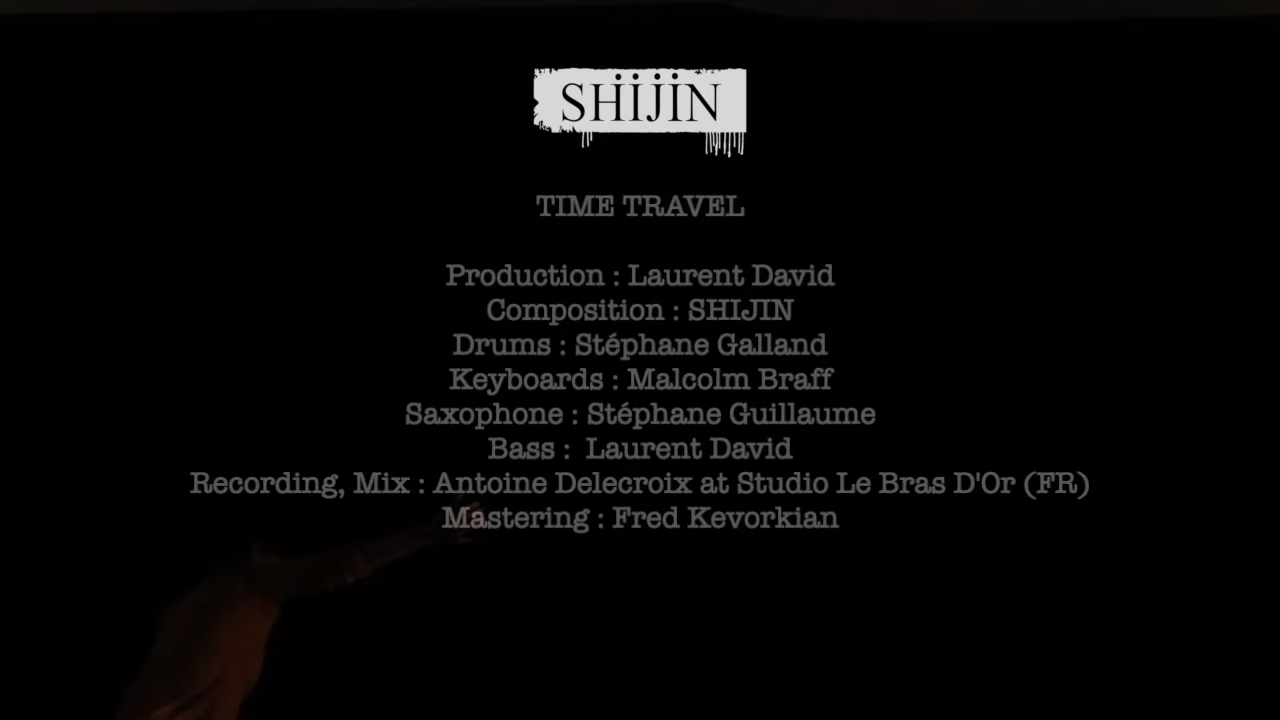 SHIJIN
TIME TRAVEL
Production : Laurent David
Composition : SHIJIN
Drums : Stéphane Galland
Keyboards : Malcolm Braff
Saxophone : Stéphane Guillaume
Bass :  Laurent David
Recording, Mix : Antoine Delecroix at Studio Le Bras D'Or (FR)
Mastering : Fred Kevorkian